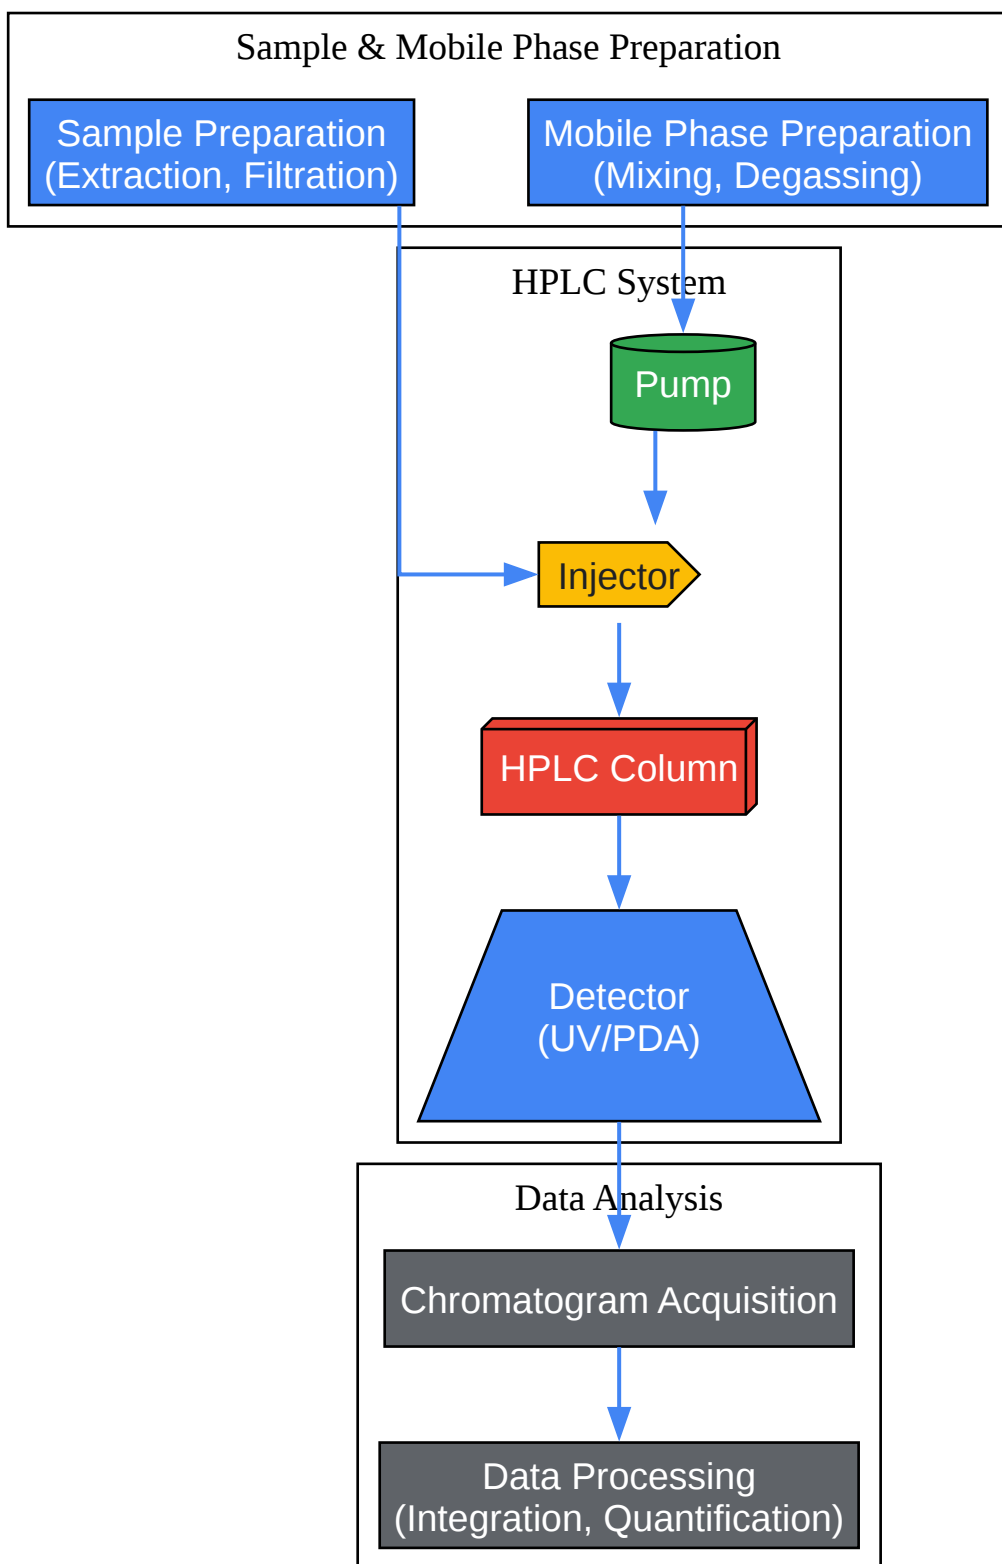 Sample & Mobile Phase Preparation
Sample Preparation
(Extraction, Filtration)
Mobile Phase Preparation
(Mixing, Degassing)
HPLC System
Pump
Injector
HPLC Column
Detector
(UV/PDA)
Data Analysis
Chromatogram Acquisition
Data Processing
(Integration, Quantification)